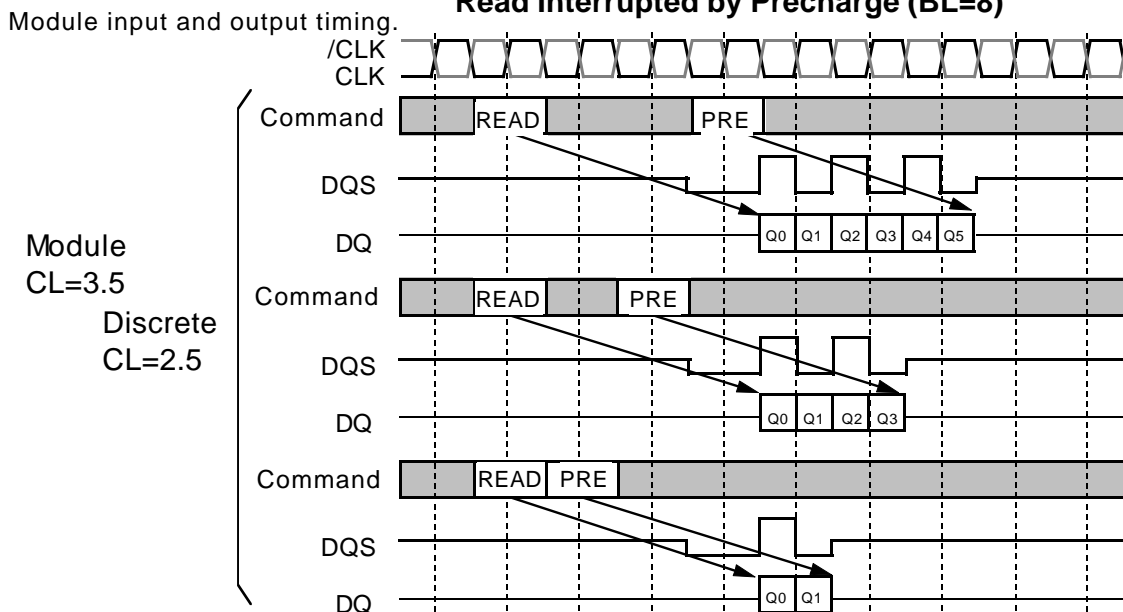 Read Interrupted by Precharge (BL=8)
Module input and output timing.
/CLK
CLK
Command READ PRE
DQS
DQ Q0 Q1 Q2 Q3 Q4 Q5
Module
CL=3.5
Discrete
CL=2.5
Command READ PRE
DQS
DQ Q0 Q1 Q2 Q3
Command READ PRE
DQS
DQ Q0 Q1